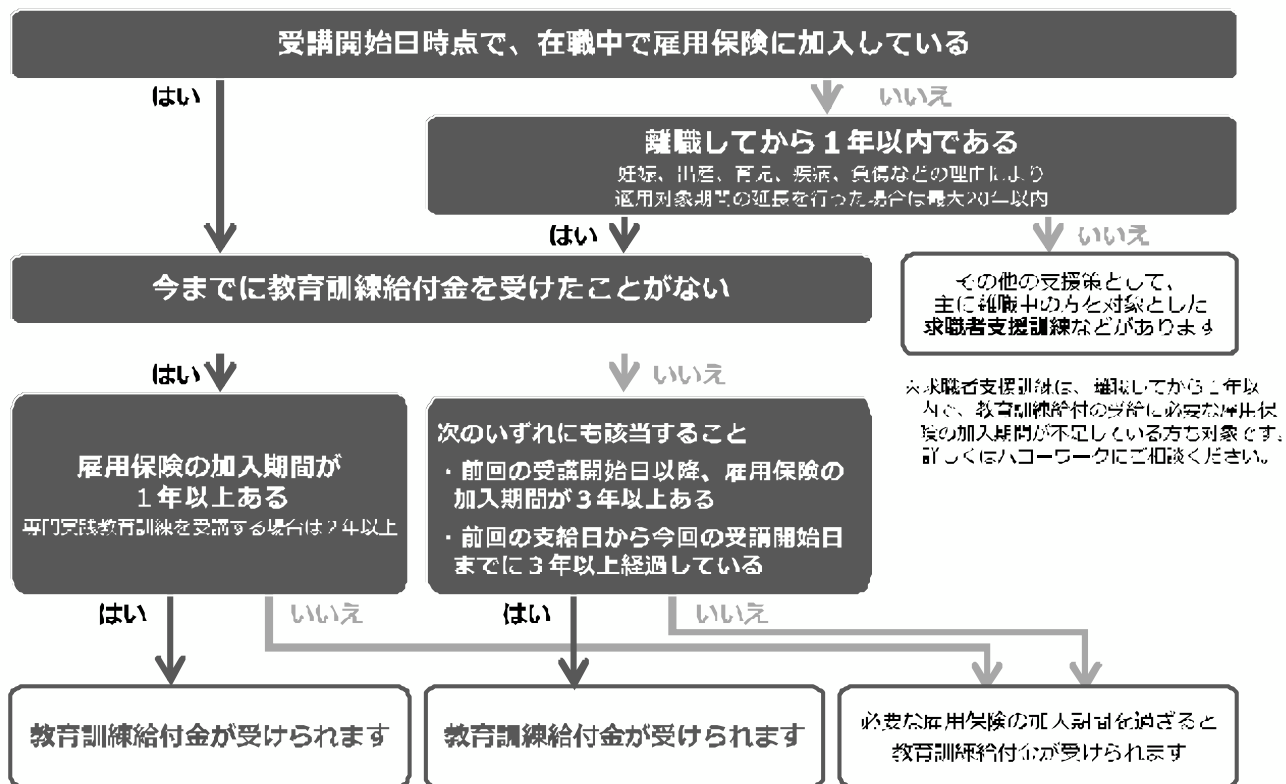 受講開始日時点で、在職中で雇用保険に加入している
はい
いいえ
離職してから１年以内である
妊娠、出産、育児、疾病、負傷などの理由により
適用対象期間の延長を行った場合は最大20年以内
はい
いいえ
今までに教育訓練給付金を受けたことがない
その他の支援策として、
主に離職中の方を対象とした
求職者支援訓練などがあります
はい
いいえ
※求職者支援訓練は、離職してから１年以
内で、教育訓練給付の受給に必要な雇用保
険の加入期間が不足している方も対象です。
詳しくはハローワークにご相談ください。
雇用保険の加入期間が
１年以上ある
専門実践教育訓練を受講する場合は２年以上
次のいずれにも該当すること
・前回の受講開始日以降、雇用保険の
加入期間が３年以上ある
・前回の支給日から今回の受講開始日
までに３年以上経過している
はい
いいえ
はい
いいえ
教育訓練給付金が受けられます
教育訓練給付金が受けられます
必要な雇用保険の加入期間を過ぎると
教育訓練給付金が受けられます